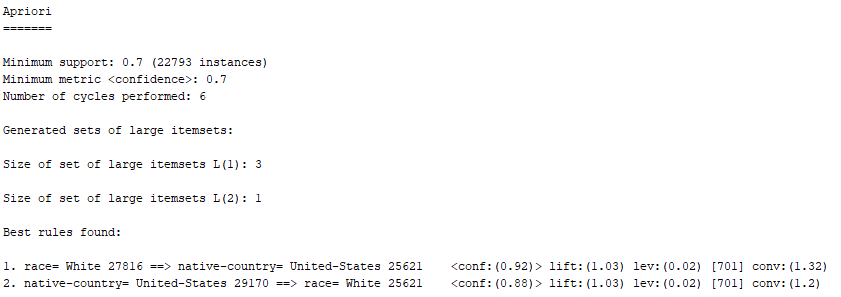 Apriori
=======
Minimum support: 0.7 (22793 instances)
Minimum metric <confidence>: 0.7
Number of cycles performed: 6
Generated sets of large itemsets:
Size of set of large itemsets L(1): 3
Size of set of large itemsets L(2): 1
Best rules found:
1. race= White 27816 ==> native-country= United-States 25621    <conf:(0.92)> lift:(1.03) lev:(0.02) [701] conv:(1.32)
2. native-country= United-States 29170 ==> race= White 25621    <conf:(0.88)> lift:(1.03) lev:(0.02) [701] conv:(1.2)